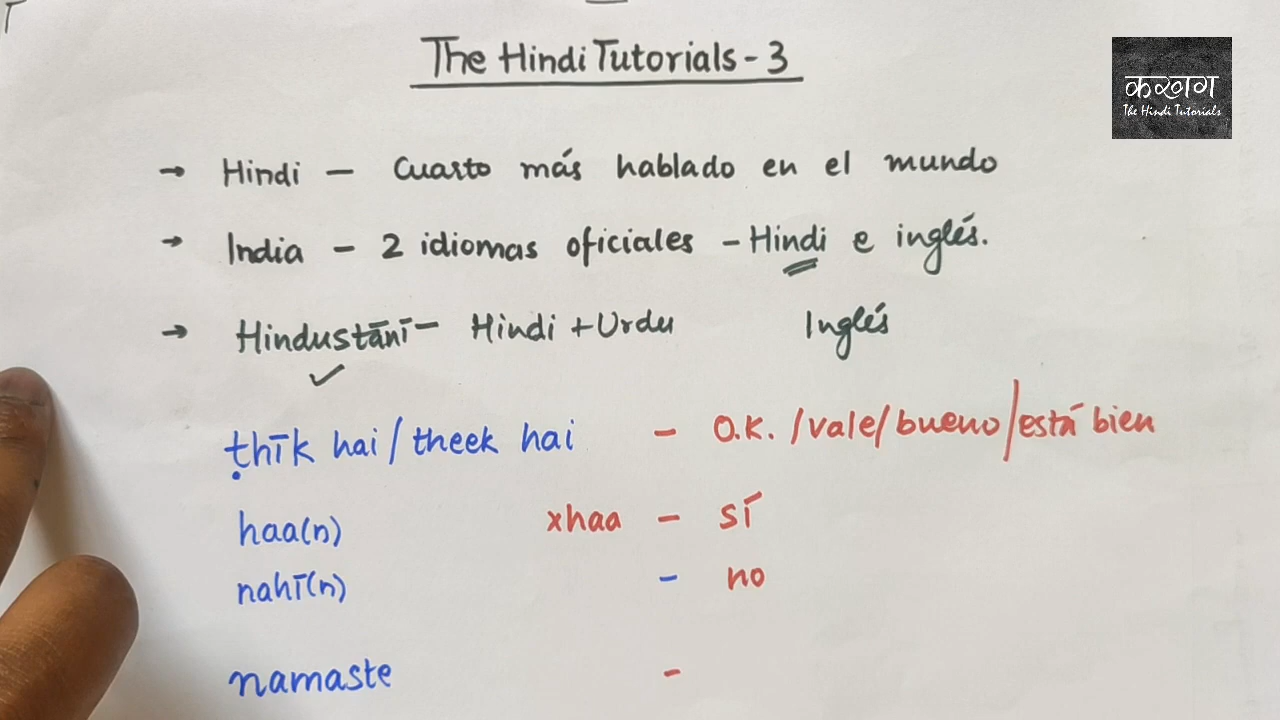 The Hindi Tutorials - 3
करवग
The Hindi Tutorials
→ Hindi — Cuarto más hablado en el mundo
→ India — 2 idiomas oficiales - Hindi e inglés.
→ Hindustānī — Hindi + Urdu Inglés
ṭhīk hai / theek hai - O.K. /vale/bueno/está bien
haa(n) xhaa - sí
nahī(n) - no
namaste -